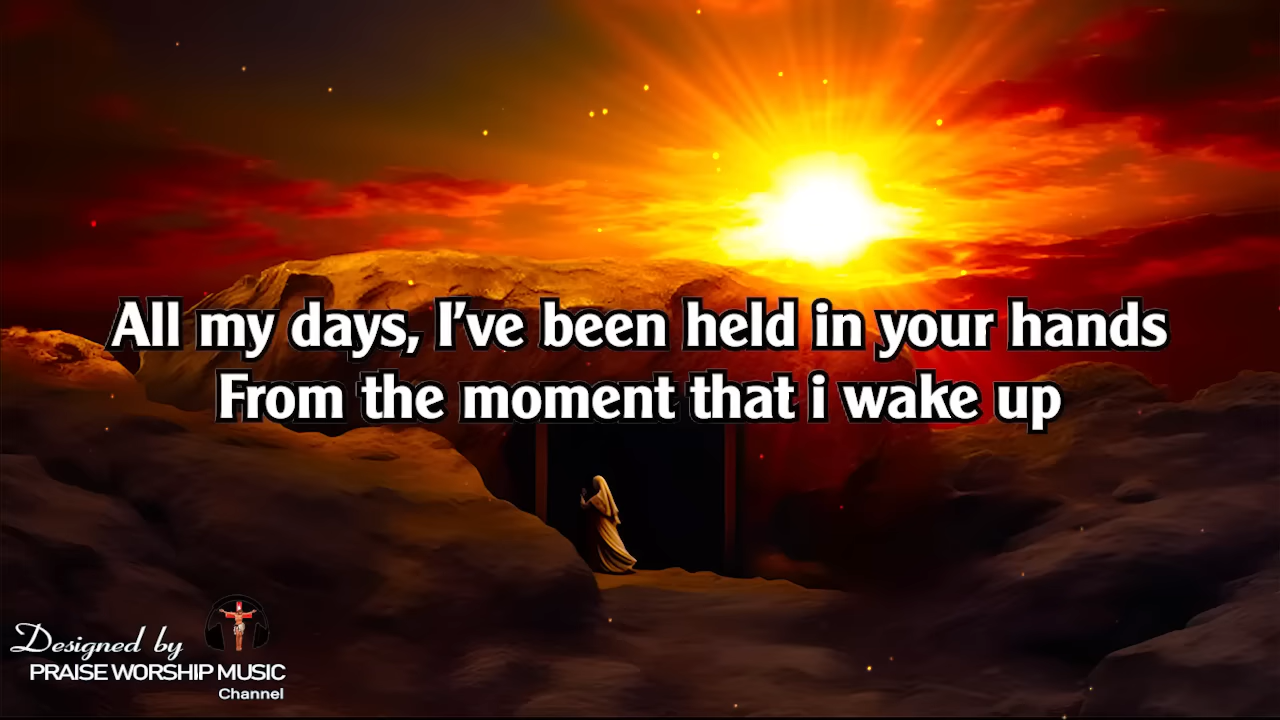 All my days, I've been held in your hands
From the moment that i wake up
Designed by
PRAISE WORSHIP MUSIC
Channel